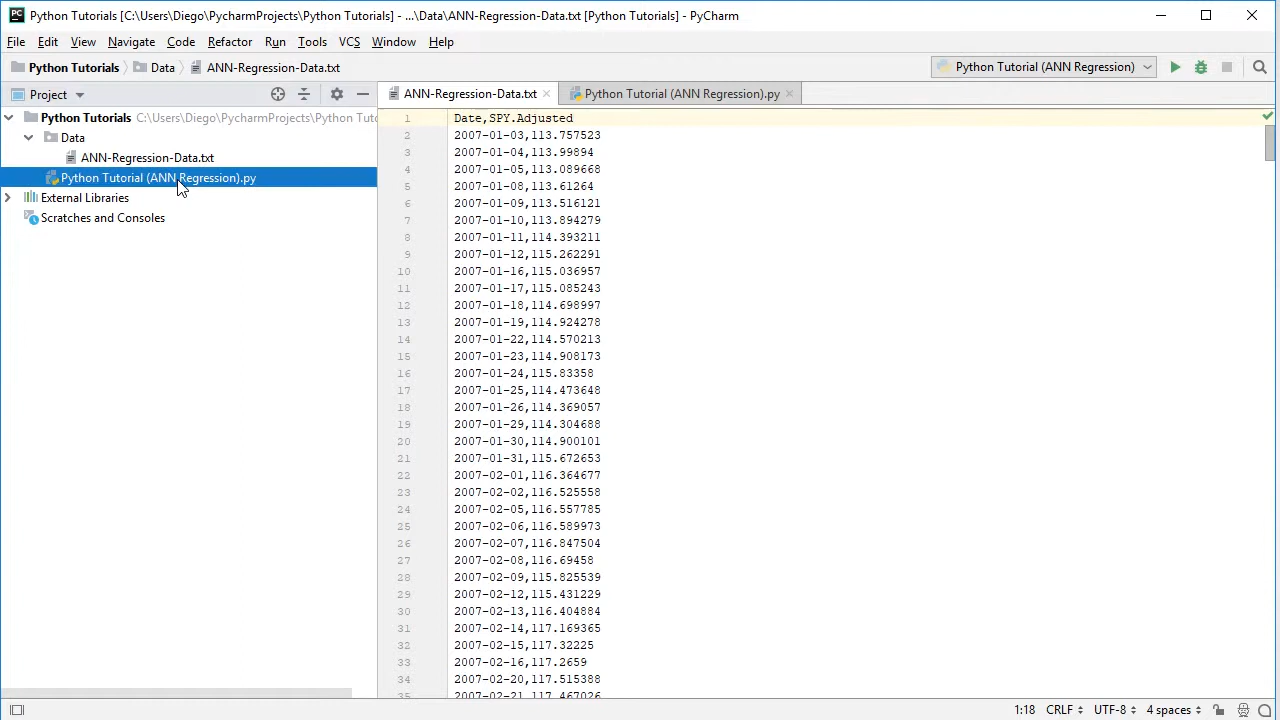 PC Python Tutorials [C:\Users\Diego\PycharmProjects\Python Tutorials] - ...\Data\ANN-Regression-Data.txt [Python Tutorials] - PyCharm
File Edit View Navigate Code Refactor Run Tools VCS Window Help
Python Tutorials Data ANN-Regression-Data.txt Python Tutorial (ANN Regression)
Project
ANN-Regression-Data.txt Python Tutorial (ANN Regression).py
Python Tutorials C:\Users\Diego\PycharmProjects\Python Tuto
Data
ANN-Regression-Data.txt
Python Tutorial (ANN Regression).py
External Libraries
Scratches and Consoles
1 Date,SPY.Adjusted
2 2007-01-03,113.757523
3 2007-01-04,113.99894
4 2007-01-05,113.089668
5 2007-01-08,113.61264
6 2007-01-09,113.516121
7 2007-01-10,113.894279
8 2007-01-11,114.393211
9 2007-01-12,115.262291
10 2007-01-16,115.036957
11 2007-01-17,115.085243
12 2007-01-18,114.698997
13 2007-01-19,114.924278
14 2007-01-22,114.570213
15 2007-01-23,114.908173
16 2007-01-24,115.83358
17 2007-01-25,114.473648
18 2007-01-26,114.369057
19 2007-01-29,114.304688
20 2007-01-30,114.900101
21 2007-01-31,115.672653
22 2007-02-01,116.364677
23 2007-02-02,116.525558
24 2007-02-05,116.557785
25 2007-02-06,116.589973
26 2007-02-07,116.847504
27 2007-02-08,116.69458
28 2007-02-09,115.825539
29 2007-02-12,115.431229
30 2007-02-13,116.404884
31 2007-02-14,117.169365
32 2007-02-15,117.32225
33 2007-02-16,117.2659
34 2007-02-20,117.515388
35 2007-02-21,117.467026
1:18 CRLF UTF-8 4 spaces